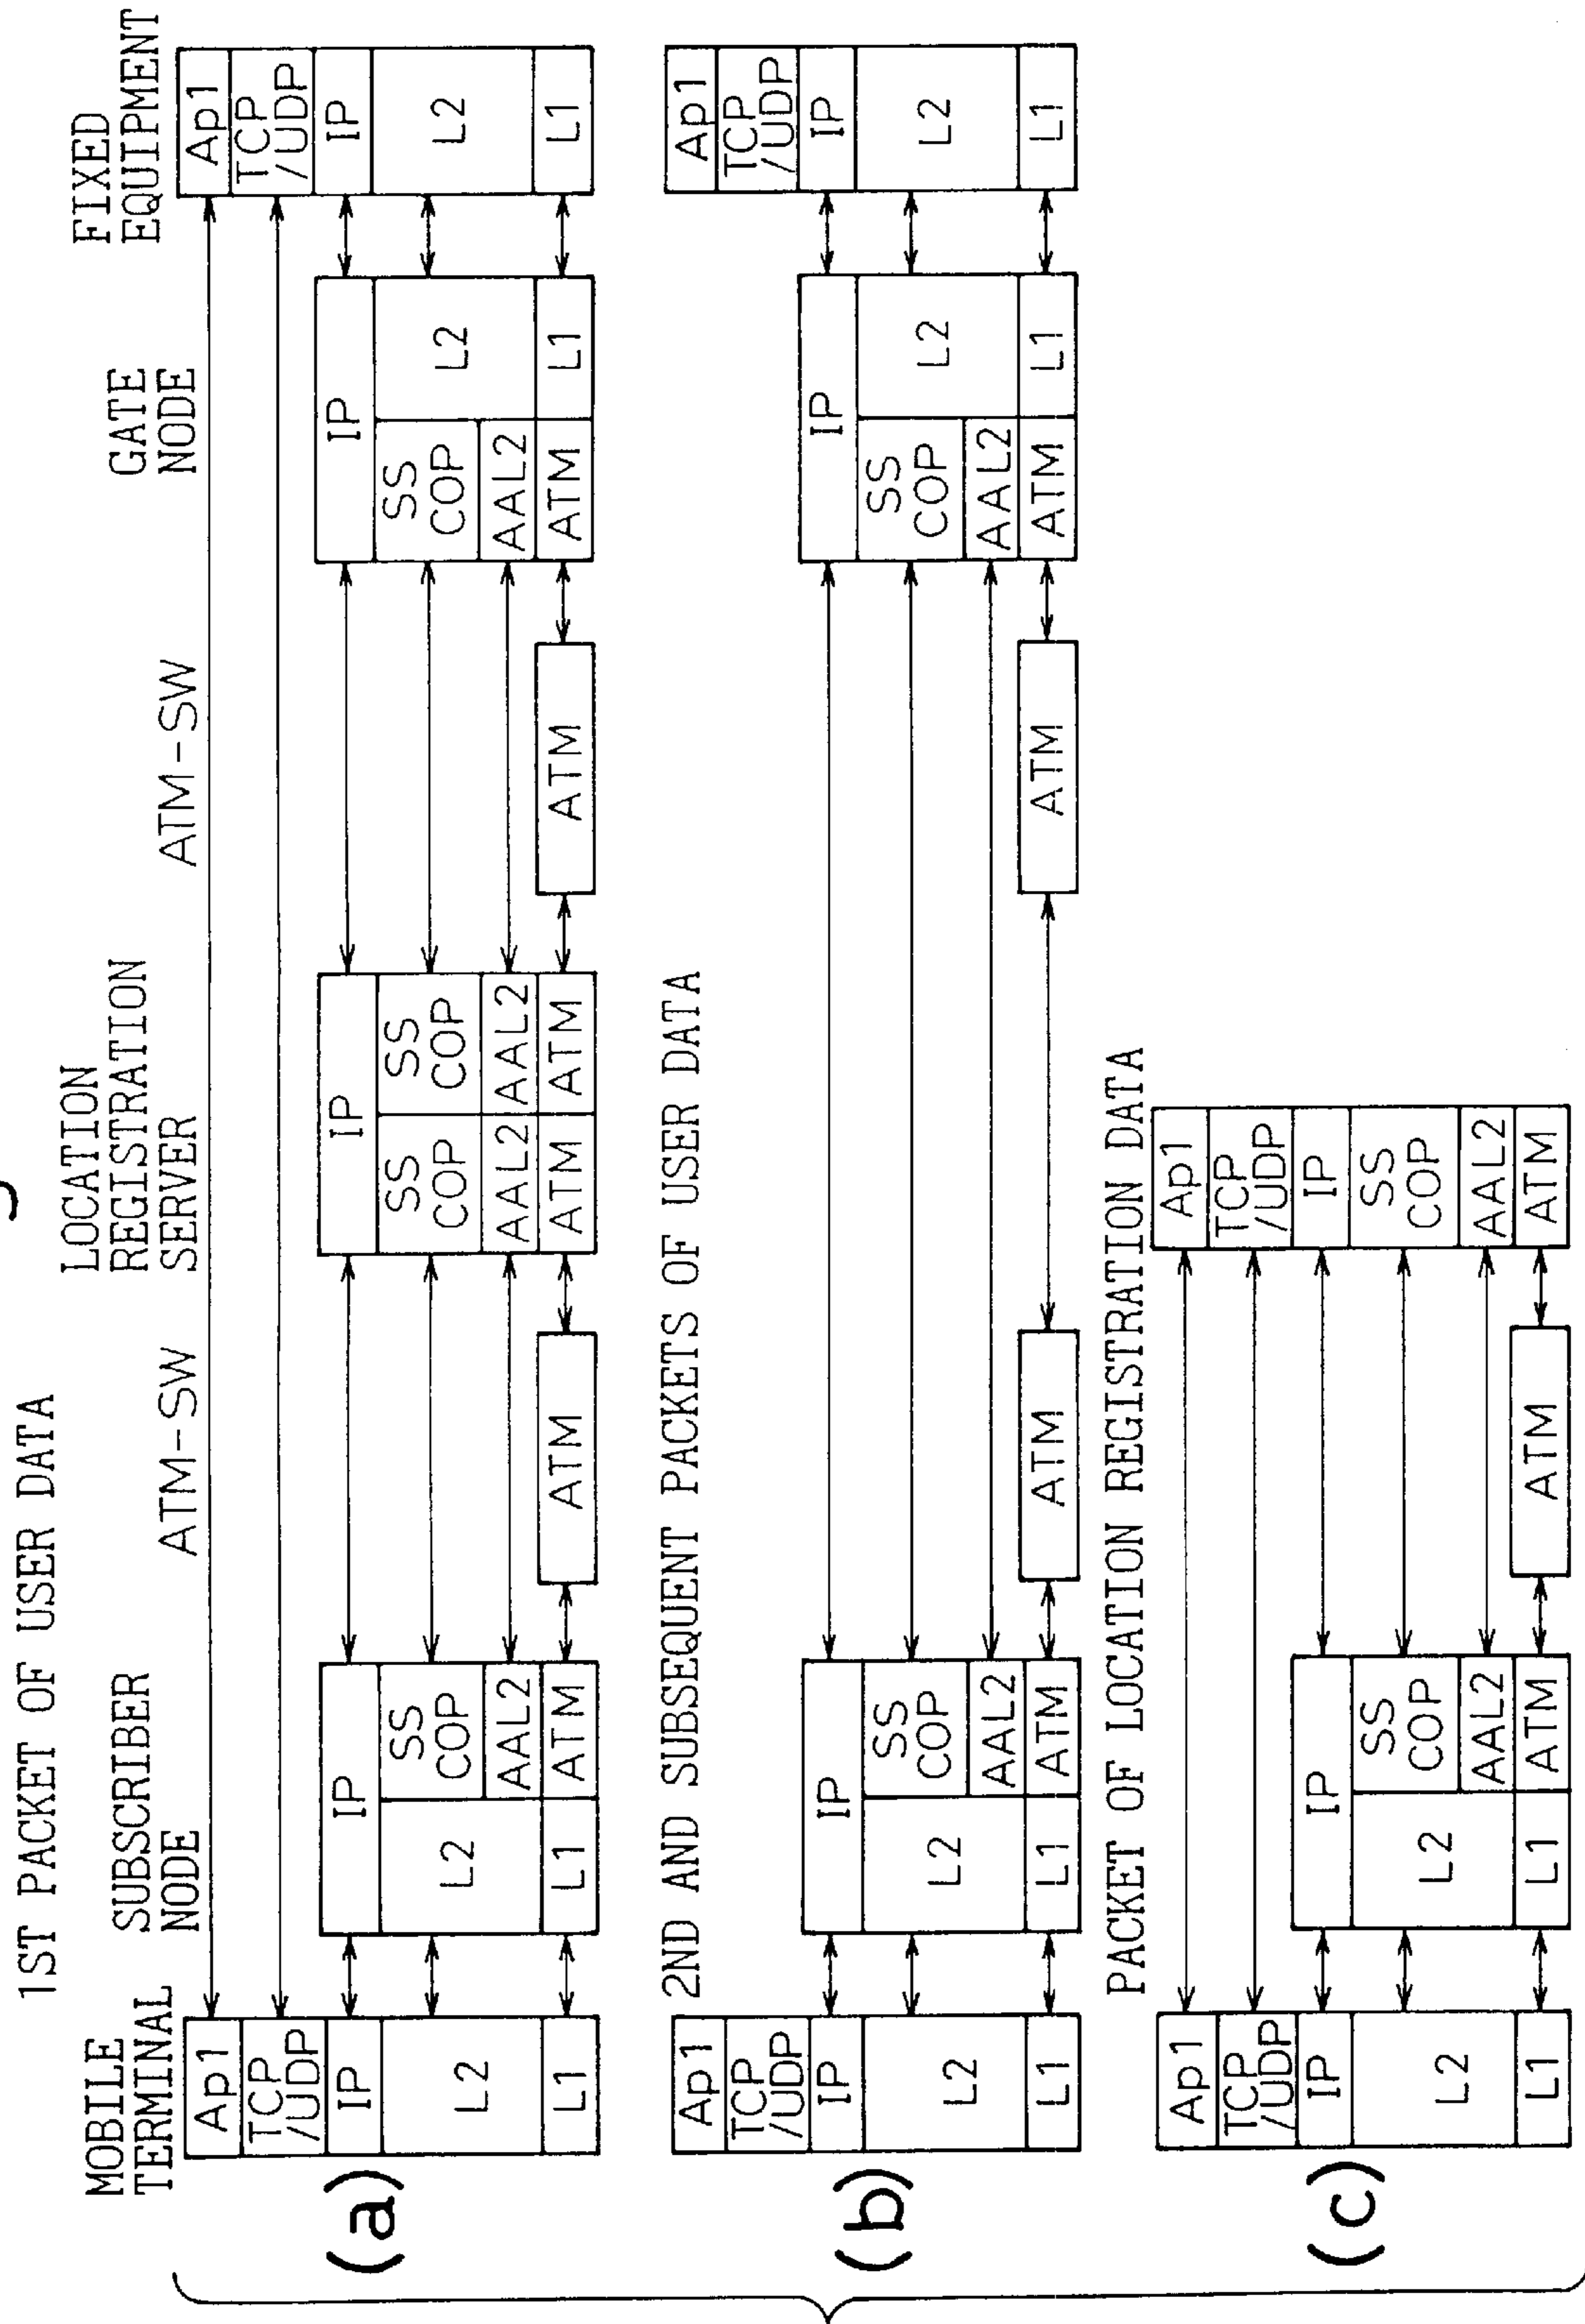 1ST PACKET OF USER DATA
MOBILE
TERMINAL
SUBSCRIBER
NODE
ATM-SW
LOCATION
REGISTRATION
SERVER
ATM-SW
GATE
NODE
FIXED
EQUIPMENT
(a)
Ap1
TCP
/UDP
IP
L2
L1
IP
L2
SS
COP
AAL2
L1
ATM
ATM
IP
SS
COP
SS
COP
AAL2
AAL2
ATM
ATM
ATM
IP
SS
COP
L2
AAL2
ATM
L1
Ap1
TCP
/UDP
IP
L2
L1
2ND AND SUBSEQUENT PACKETS OF USER DATA
(b)
Ap1
TCP
/UDP
IP
L2
L1
IP
L2
SS
COP
AAL2
L1
ATM
ATM
ATM
IP
SS
COP
L2
AAL2
ATM
L1
Ap1
TCP
/UDP
IP
L2
L1
PACKET OF LOCATION REGISTRATION DATA
(c)
Ap1
TCP
/UDP
IP
L2
L1
IP
L2
SS
COP
AAL2
L1
ATM
ATM
Ap1
TCP
/UDP
IP
SS
COP
AAL2
ATM